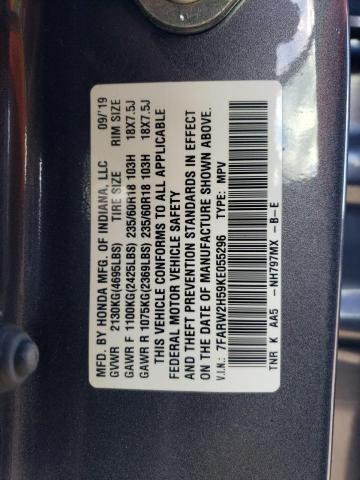 MFD. BY HONDA MFG. OF INDIANA, LLC 09/'19
GVWR 2130KG(4695LBS) TIRE SIZE RIM SIZE
GAWR F 1100KG(2425LBS) 235/60R18 103H 18X7.5J
GAWR R 1075KG(2369LBS) 235/60R18 103H 18X7.5J
THIS VEHICLE CONFORMS TO ALL APPLICABLE
FEDERAL MOTOR VEHICLE SAFETY
AND THEFT PREVENTION STANDARDS IN EFFECT
ON THE DATE OF MANUFACTURE SHOWN ABOVE.
V.I.N.: 7FARW2H59KE055296 TYPE: MPV
TNR K AA5 -NH797MX -B-E